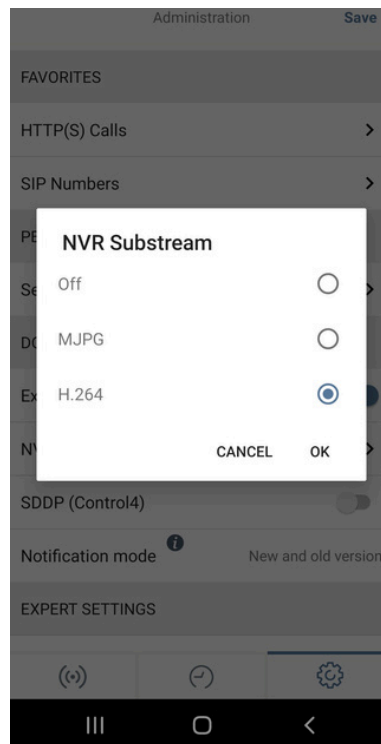 Administration Save
FAVORITES
HTTP(S) Calls
SIP Numbers
NVR Substream
Off
MJPG
H.264
CANCEL OK
SDDP (Control4)
Notification mode New and old version
EXPERT SETTINGS